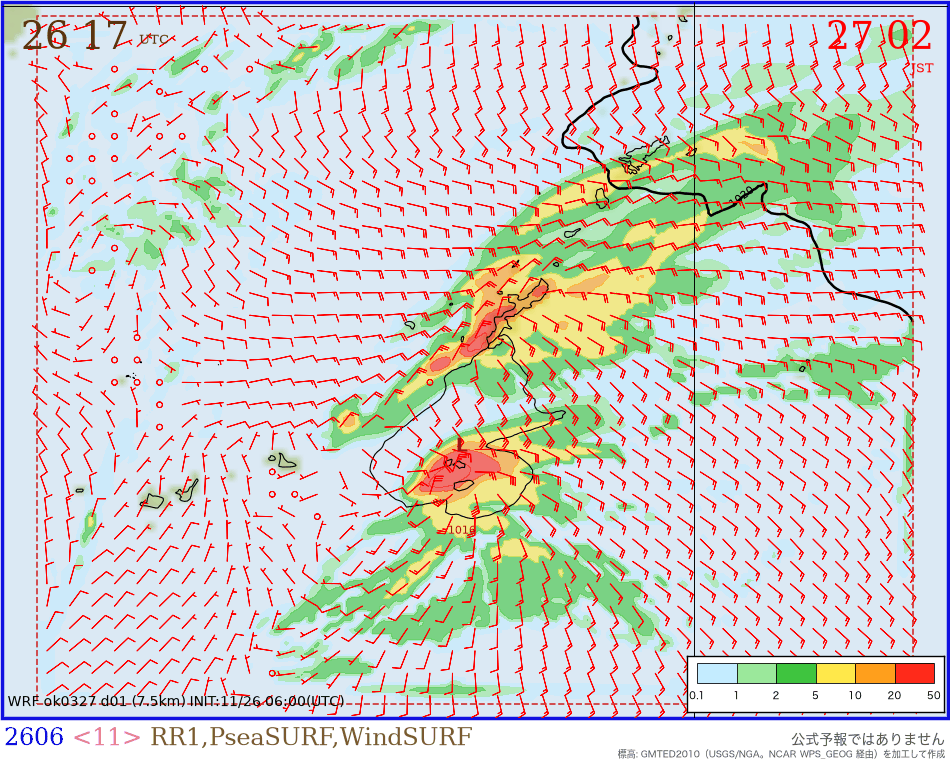 26 17 UTC
27 02
JST
1020
1016
WRF ok0327 d01 (7.5km) INIT:11/26 06:00(UTC)
0.1 1 2 5 10 20 50
2606 <11> RR1,PseaSURF,WindSURF
公式予報ではありません
標高: GMTED2010（USGS/NGA。NCAR WPS_GEOG 経由）を加工して作成